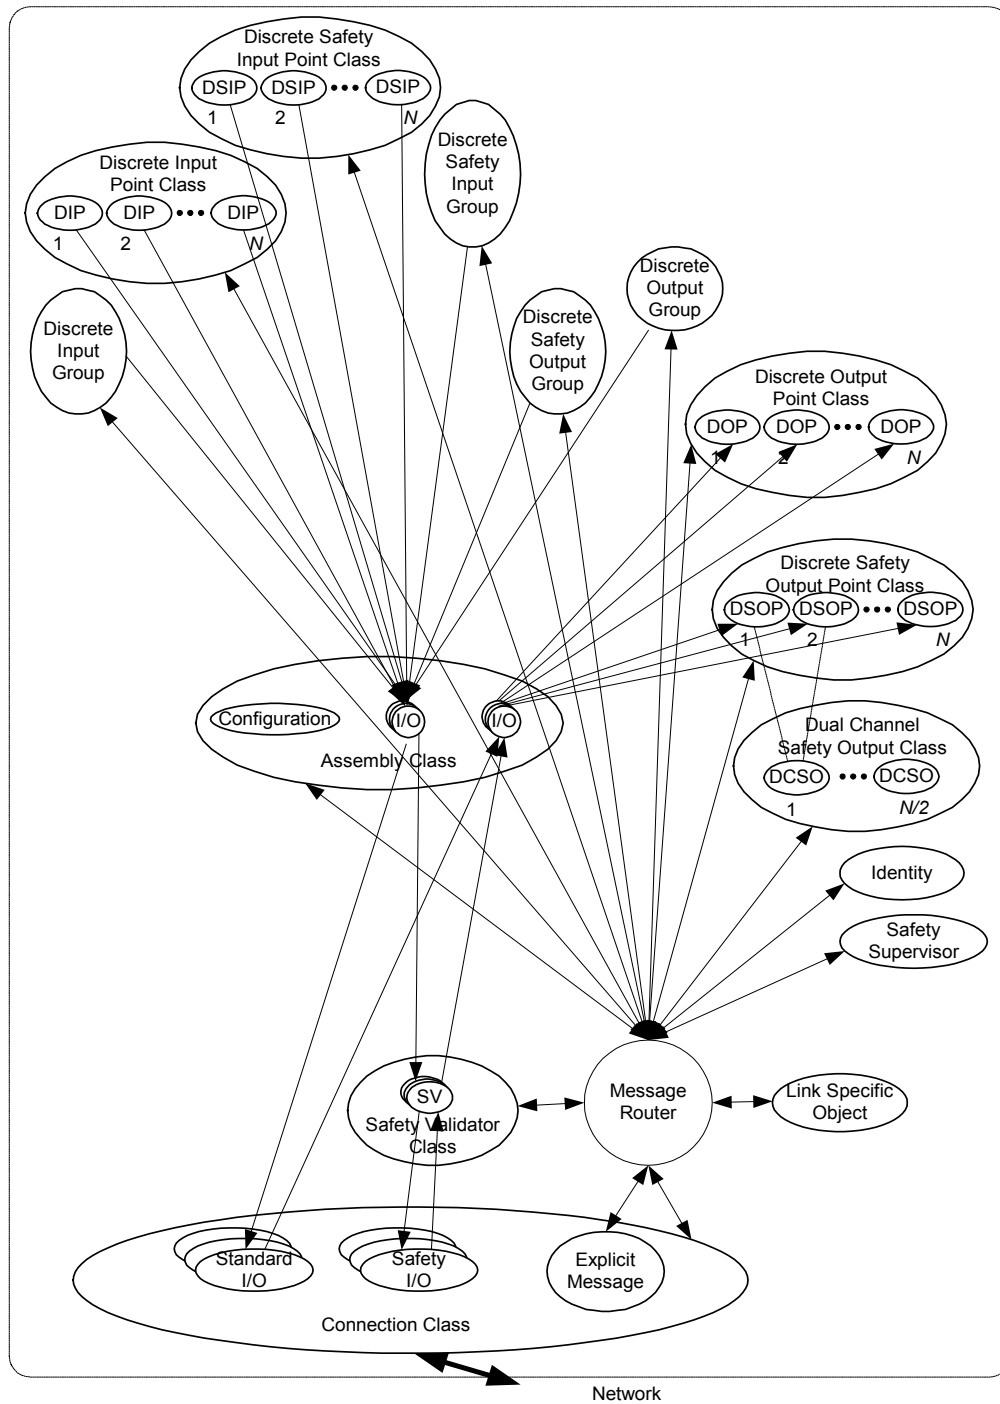 Discrete Safety
Input Point Class
DSIP DSIP ••• DSIP
1 2 N
Discrete Input
Point Class
DIP DIP ••• DIP
1 2 N
Discrete
Safety
Input
Group
Discrete
Output
Group
Discrete
Input
Group
Discrete
Safety
Output
Group
Discrete Output
Point Class
DOP DOP ••• DOP
1 2 N
Discrete Safety
Output Point Class
DSOP DSOP ••• DSOP
1 2 N
Configuration
I/O I/O
Assembly Class
Dual Channel
Safety Output Class
DCSO ••• DCSO
1 N/2
Identity
Safety
Supervisor
Message
Router
Link Specific
Object
SV
Safety Validator
Class
Standard
I/O
Safety
I/O
Explicit
Message
Connection Class
Network